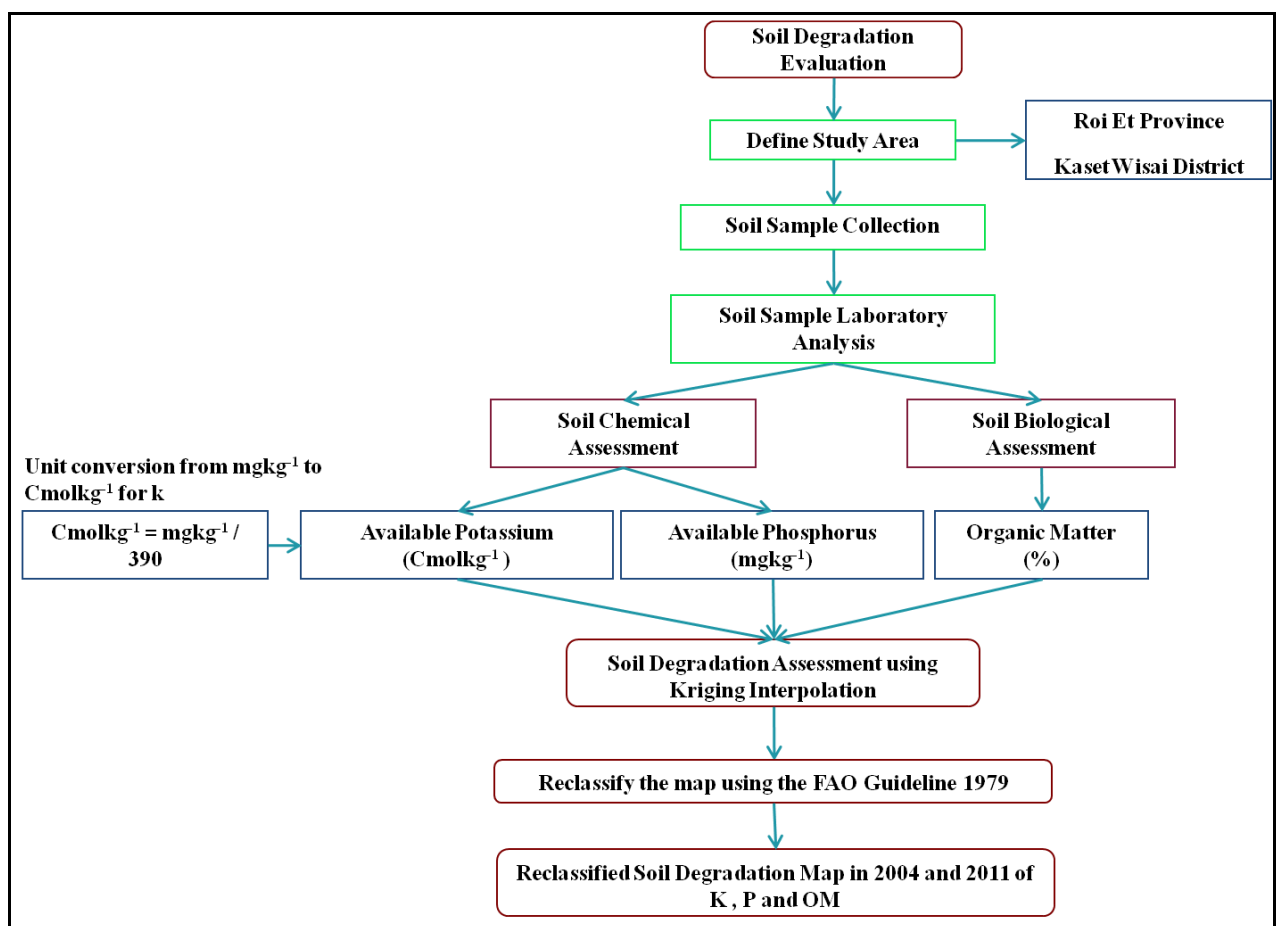 Soil Degradation
Evaluation
Define Study Area
Roi Et Province
Kaset Wisai District
Soil Sample Collection
Soil Sample Laboratory
Analysis
Soil Chemical
Assessment
Soil Biological
Assessment
Unit conversion from mgkg⁻¹ to
Cmolkg⁻¹ for k
Cmolkg⁻¹ = mgkg⁻¹ /
390
Available Potassium
(Cmolkg⁻¹ )
Available Phosphorus
(mgkg⁻¹)
Organic Matter
(%)
Soil Degradation Assessment using
Kriging Interpolation
Reclassify the map using the FAO Guideline 1979
Reclassified Soil Degradation Map in 2004 and 2011 of
K , P and OM